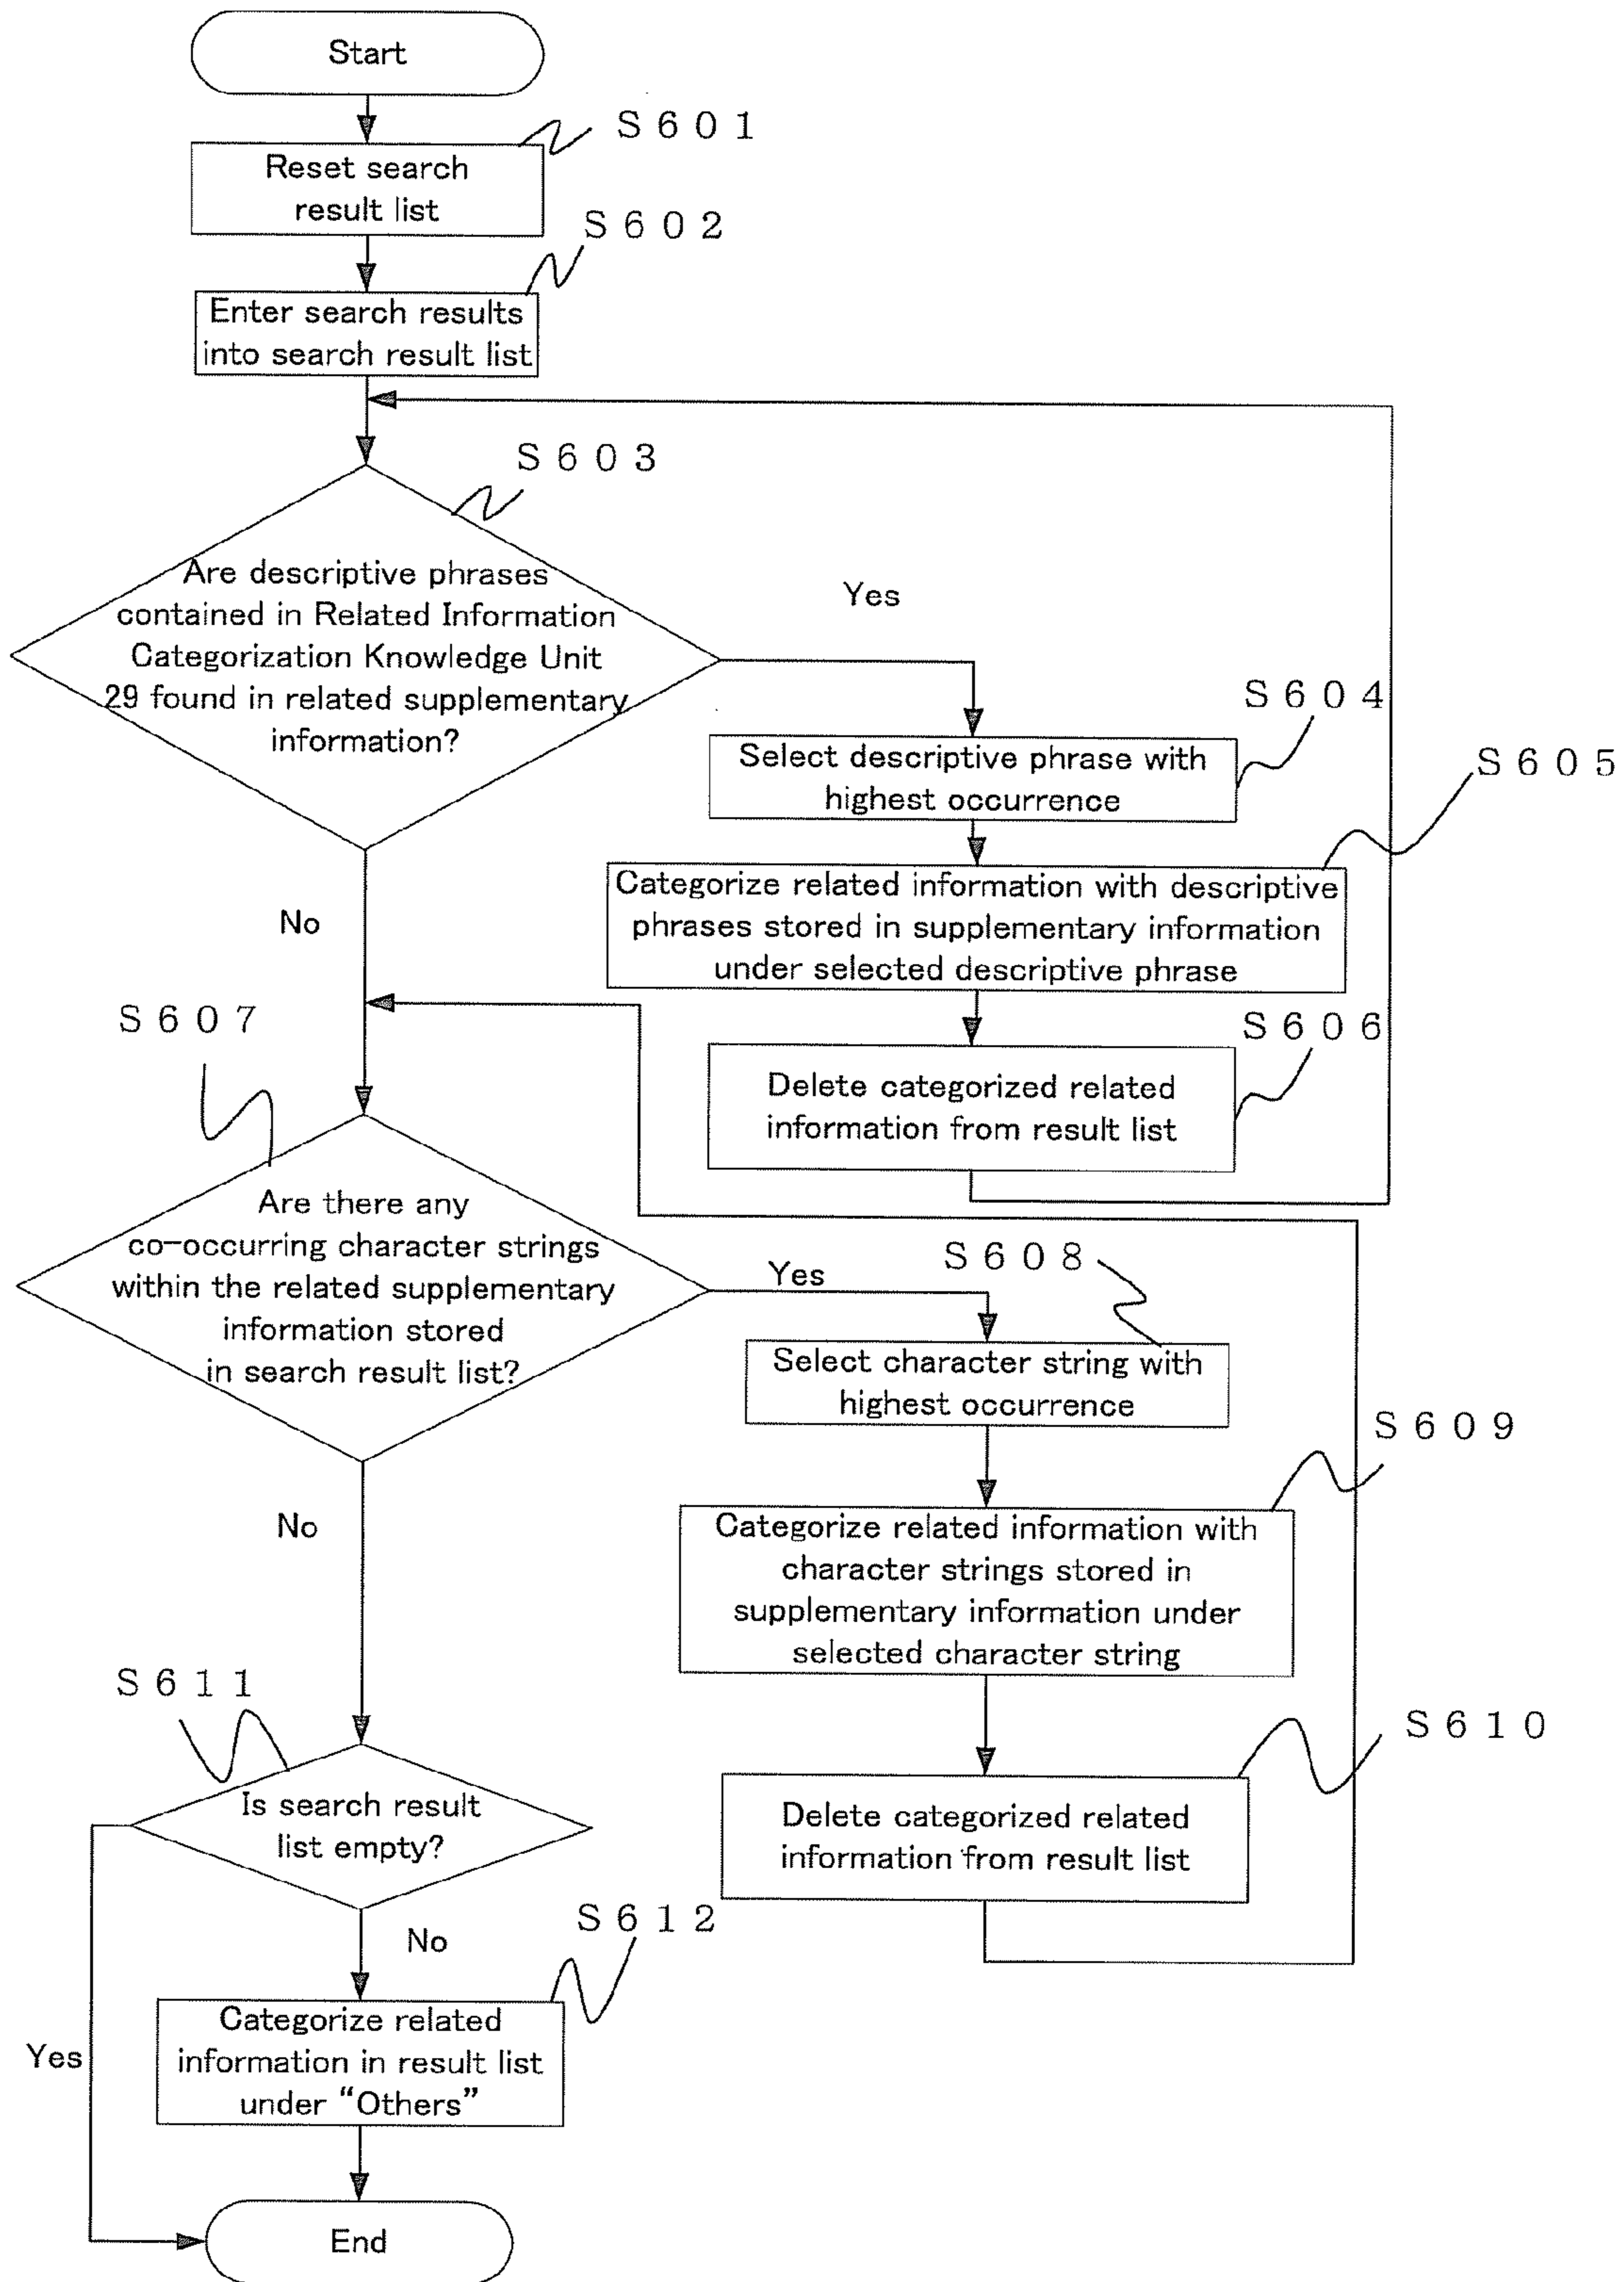 Start
S601
Reset search
result list
S602
Enter search results
into search result list
S603
Are descriptive phrases
contained in Related Information
Categorization Knowledge Unit
29 found in related supplementary
information?
Yes
S604
Select descriptive phrase with
highest occurrence
S605
Categorize related information with descriptive
phrases stored in supplementary information
under selected descriptive phrase
No
S606
Delete categorized related
information from result list
S607
Are there any
co-occurring character strings
within the related supplementary
information stored
in search result list?
Yes
S608
Select character string with
highest occurrence
S609
Categorize related information with
character strings stored in
supplementary information under
selected character string
No
S610
Delete categorized related
information from result list
S611
Is search result
list empty?
No
S612
Categorize related
information in result list
under “Others”
Yes
End